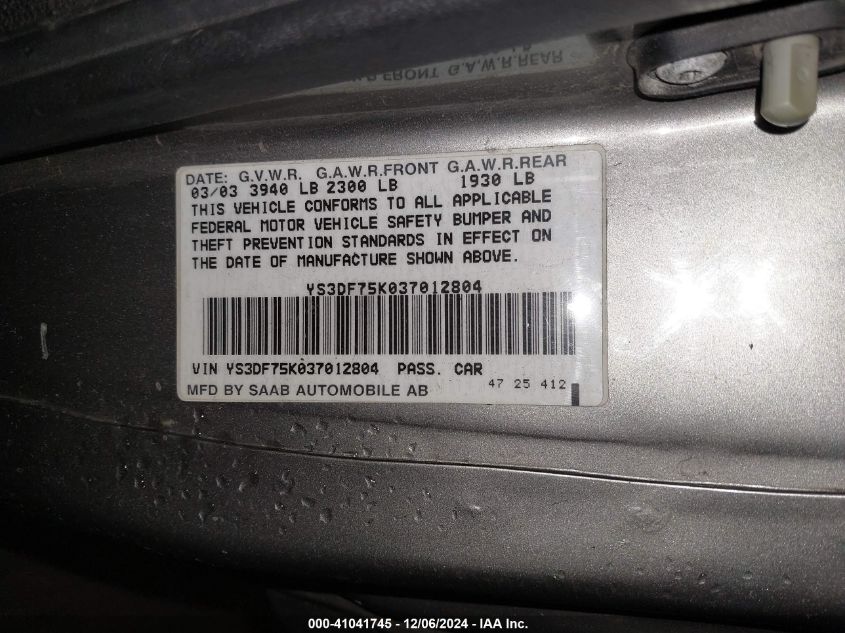 G.A.W.R.REAR
DATE: G.V.W.R. G.A.W.R.FRONT G.A.W.R.REAR
03/03 3940 LB 2300 LB 1930 LB
THIS VEHICLE CONFORMS TO ALL APPLICABLE
FEDERAL MOTOR VEHICLE SAFETY BUMPER AND
THEFT PREVENTION STANDARDS IN EFFECT ON
THE DATE OF MANUFACTURE SHOWN ABOVE.
YS3DF75K037012804
VIN YS3DF75K037012804 PASS. CAR
MFD BY SAAB AUTOMOBILE AB 47 25 412
000-41041745 - 12/06/2024 - IAA Inc.